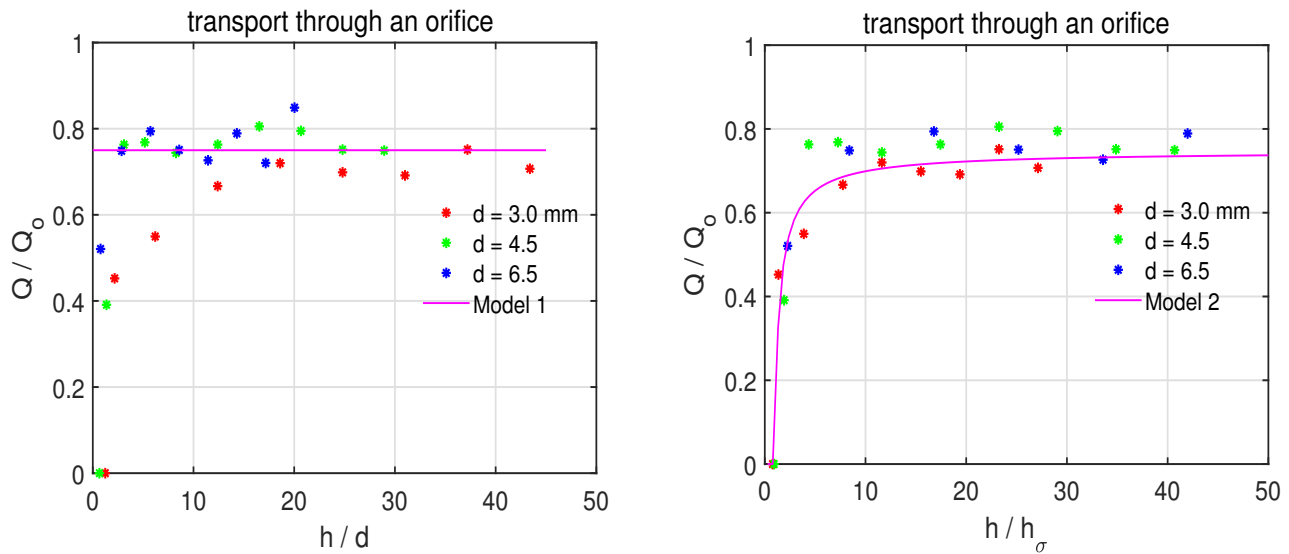 transport through an orifice
1
0.8
0.6
0.4
0.2
0
Q / Qo
d = 3.0 mm
d = 4.5
d = 6.5
Model 1
0 10 20 30 40 50
h / d
transport through an orifice
1
0.8
0.6
0.4
0.2
0
Q / Qo
d = 3.0 mm
d = 4.5
d = 6.5
Model 2
0 10 20 30 40 50
h / hσ